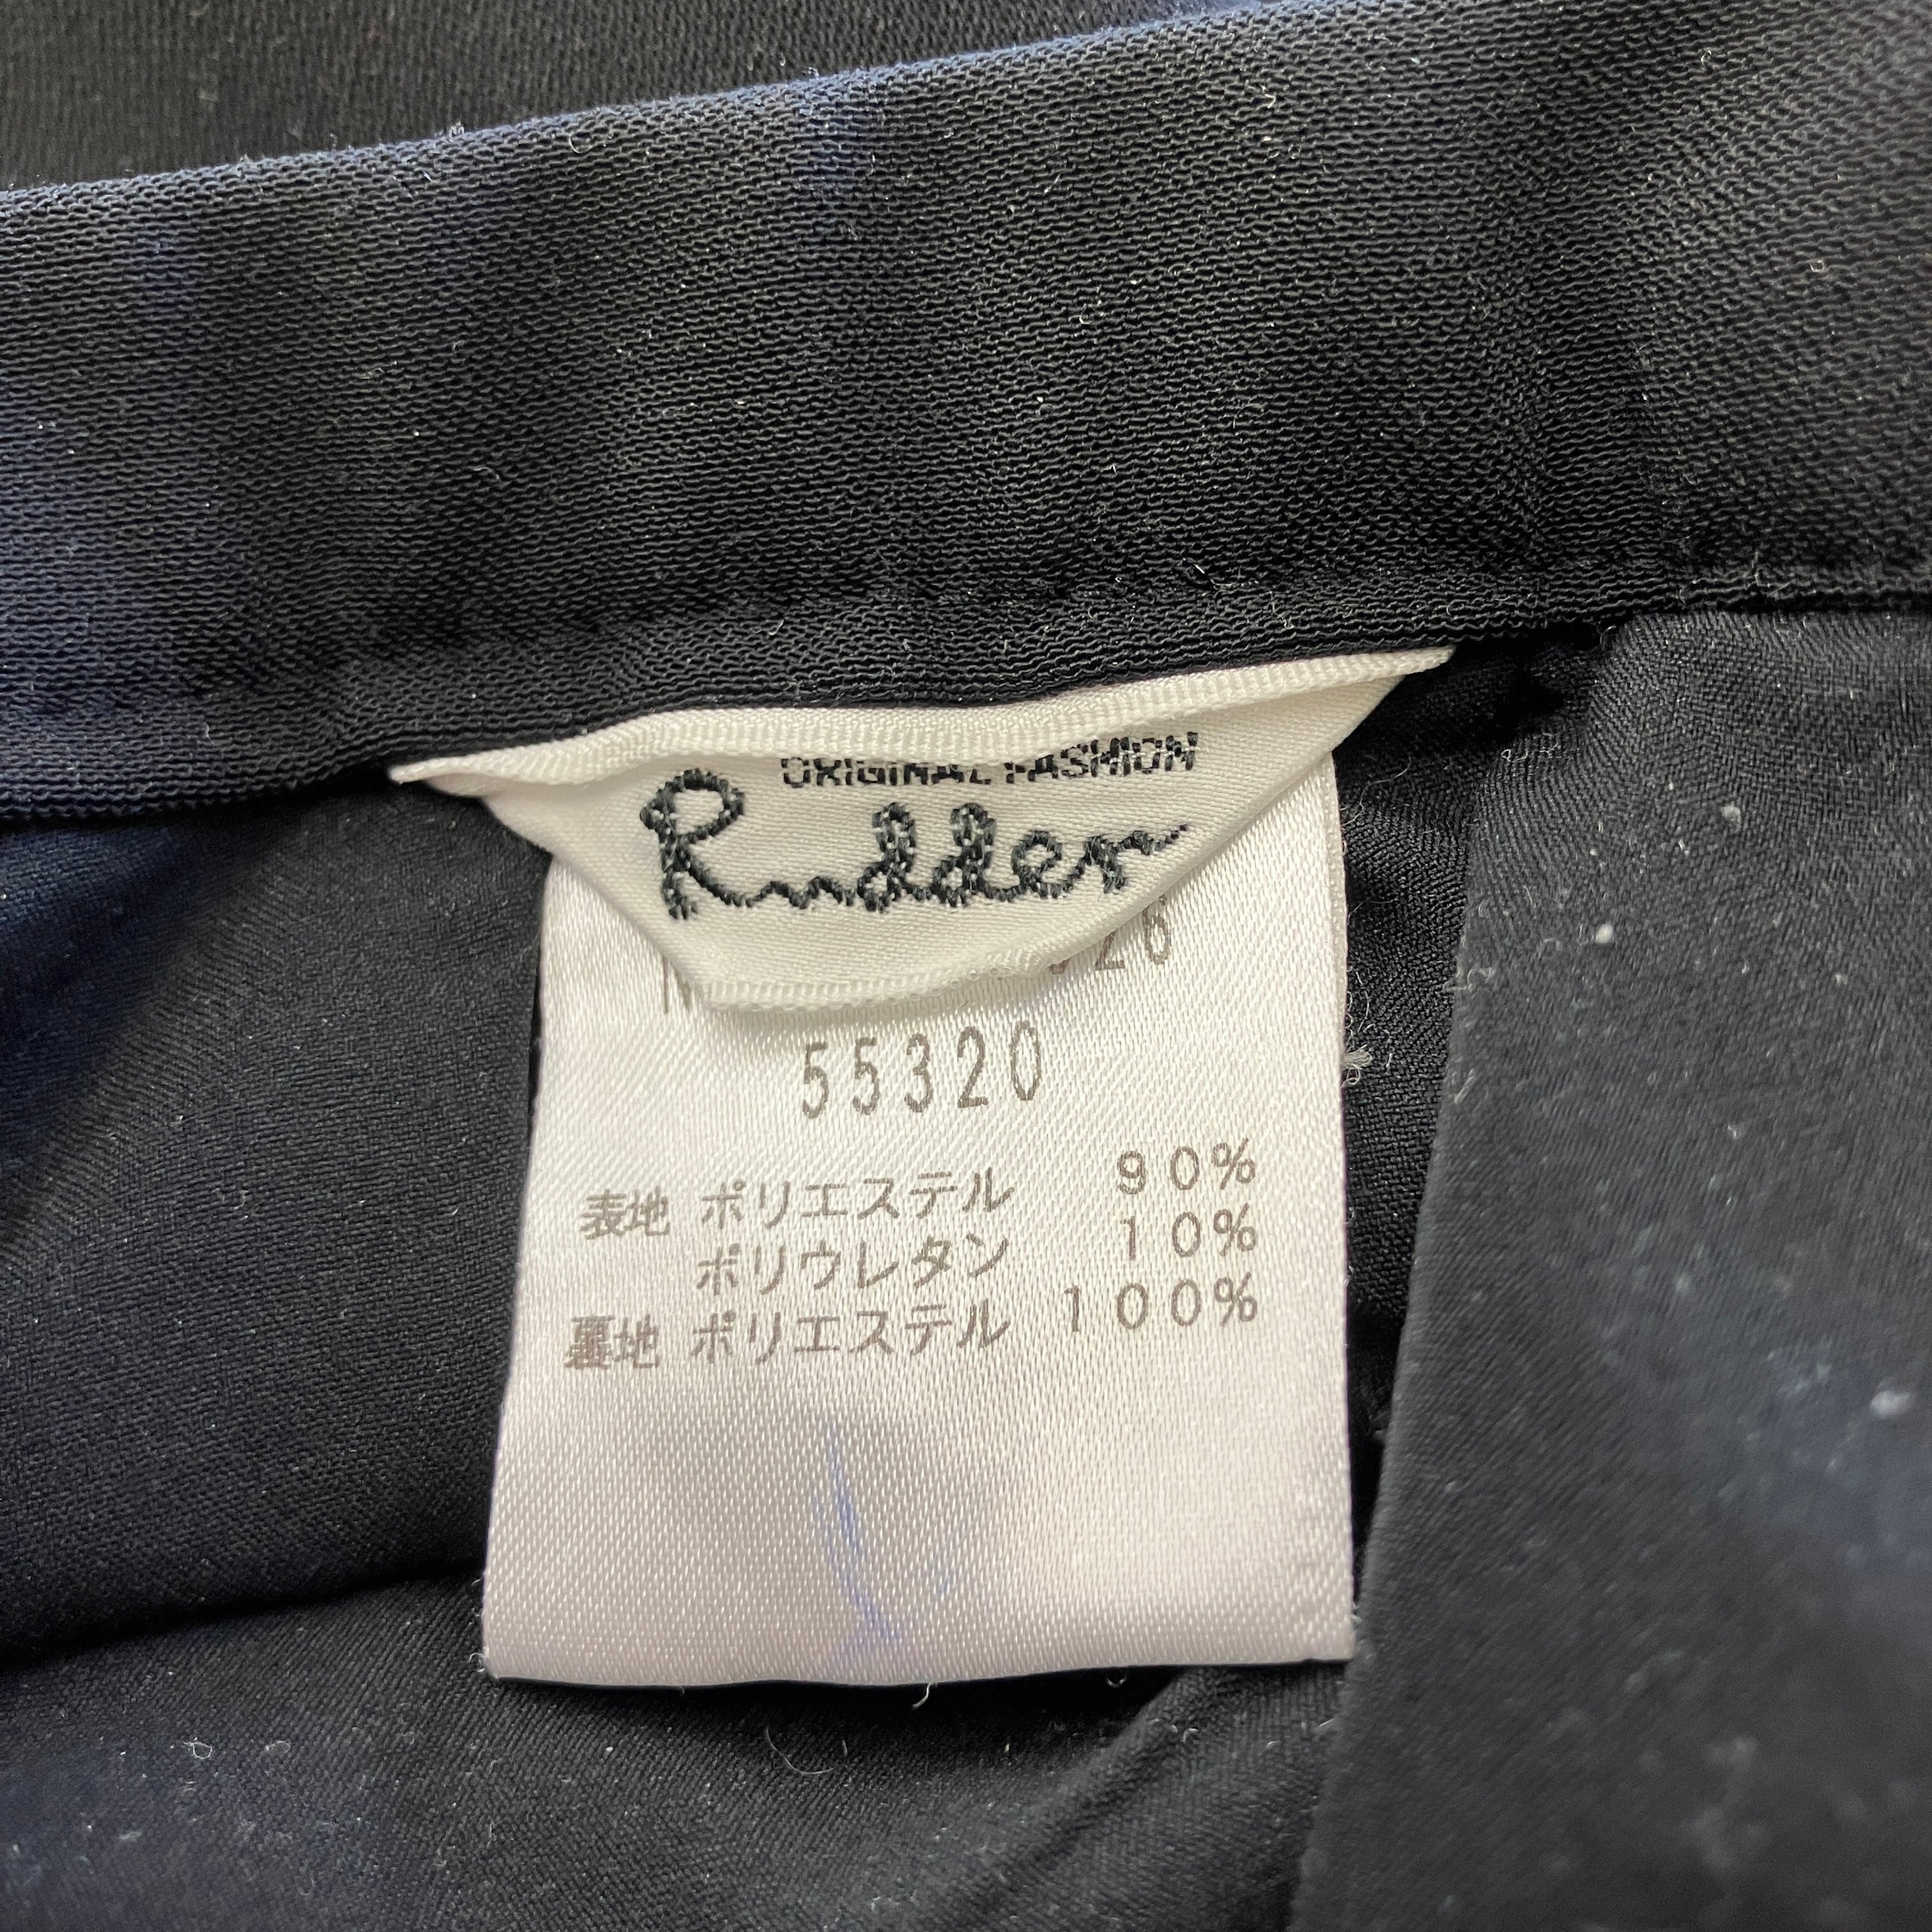 ORIGINAL FASHION
Rudder
26
55320
表地 ポリエステル 90%
ポリウレタン 10%
裏地 ポリエステル 100%